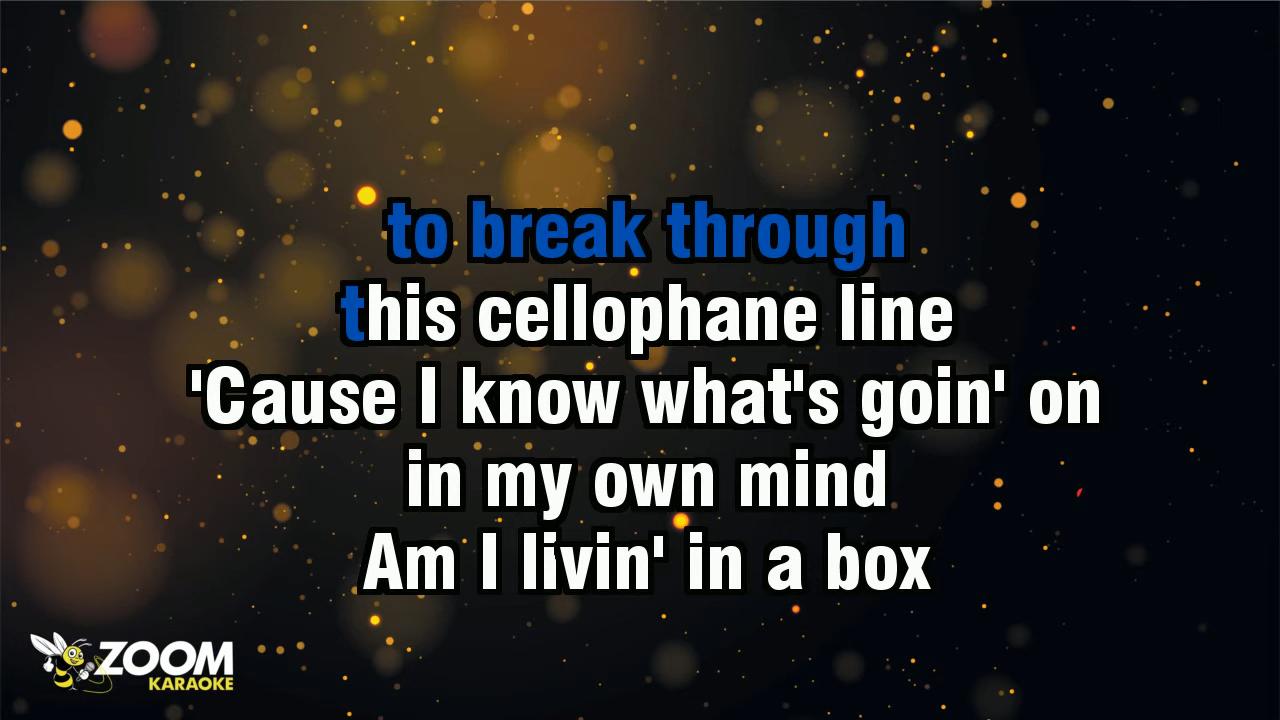 to break through
this cellophane line
'Cause I know what's goin' on
in my own mind
Am I livin' in a box
ZOOM
KARAOKE